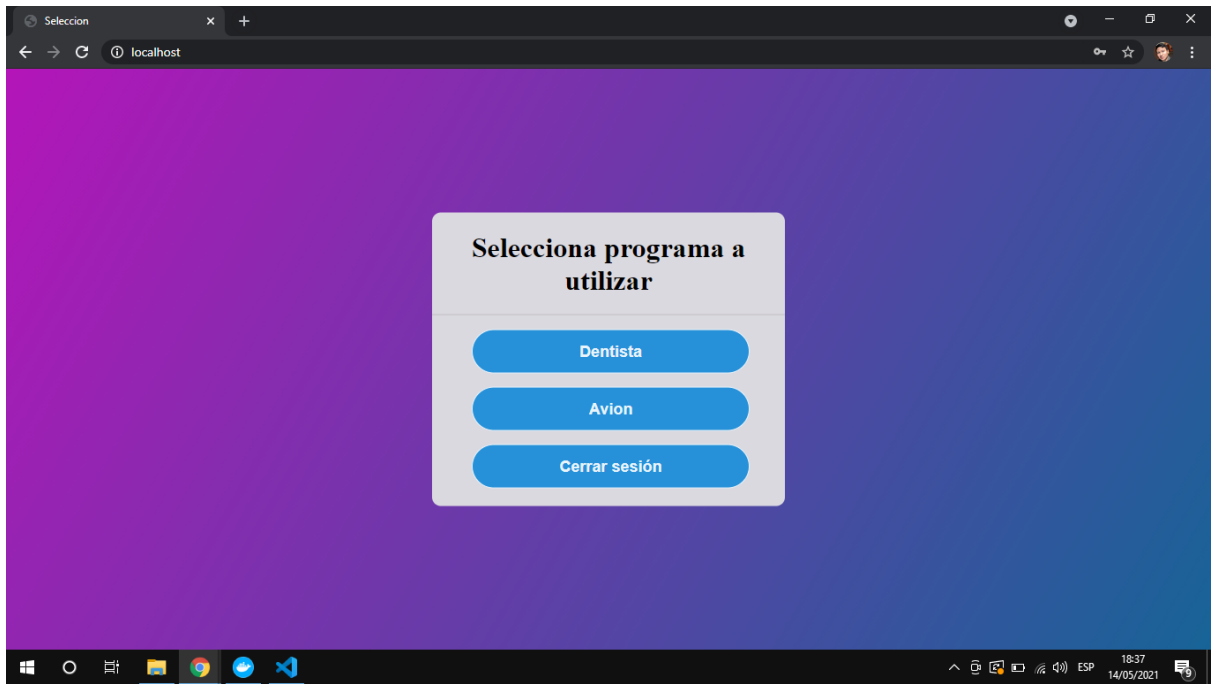 Seleccion
localhost
Selecciona programa a
utilizar
Dentista
Avion
Cerrar sesión
ESP
18:37
14/05/2021
9